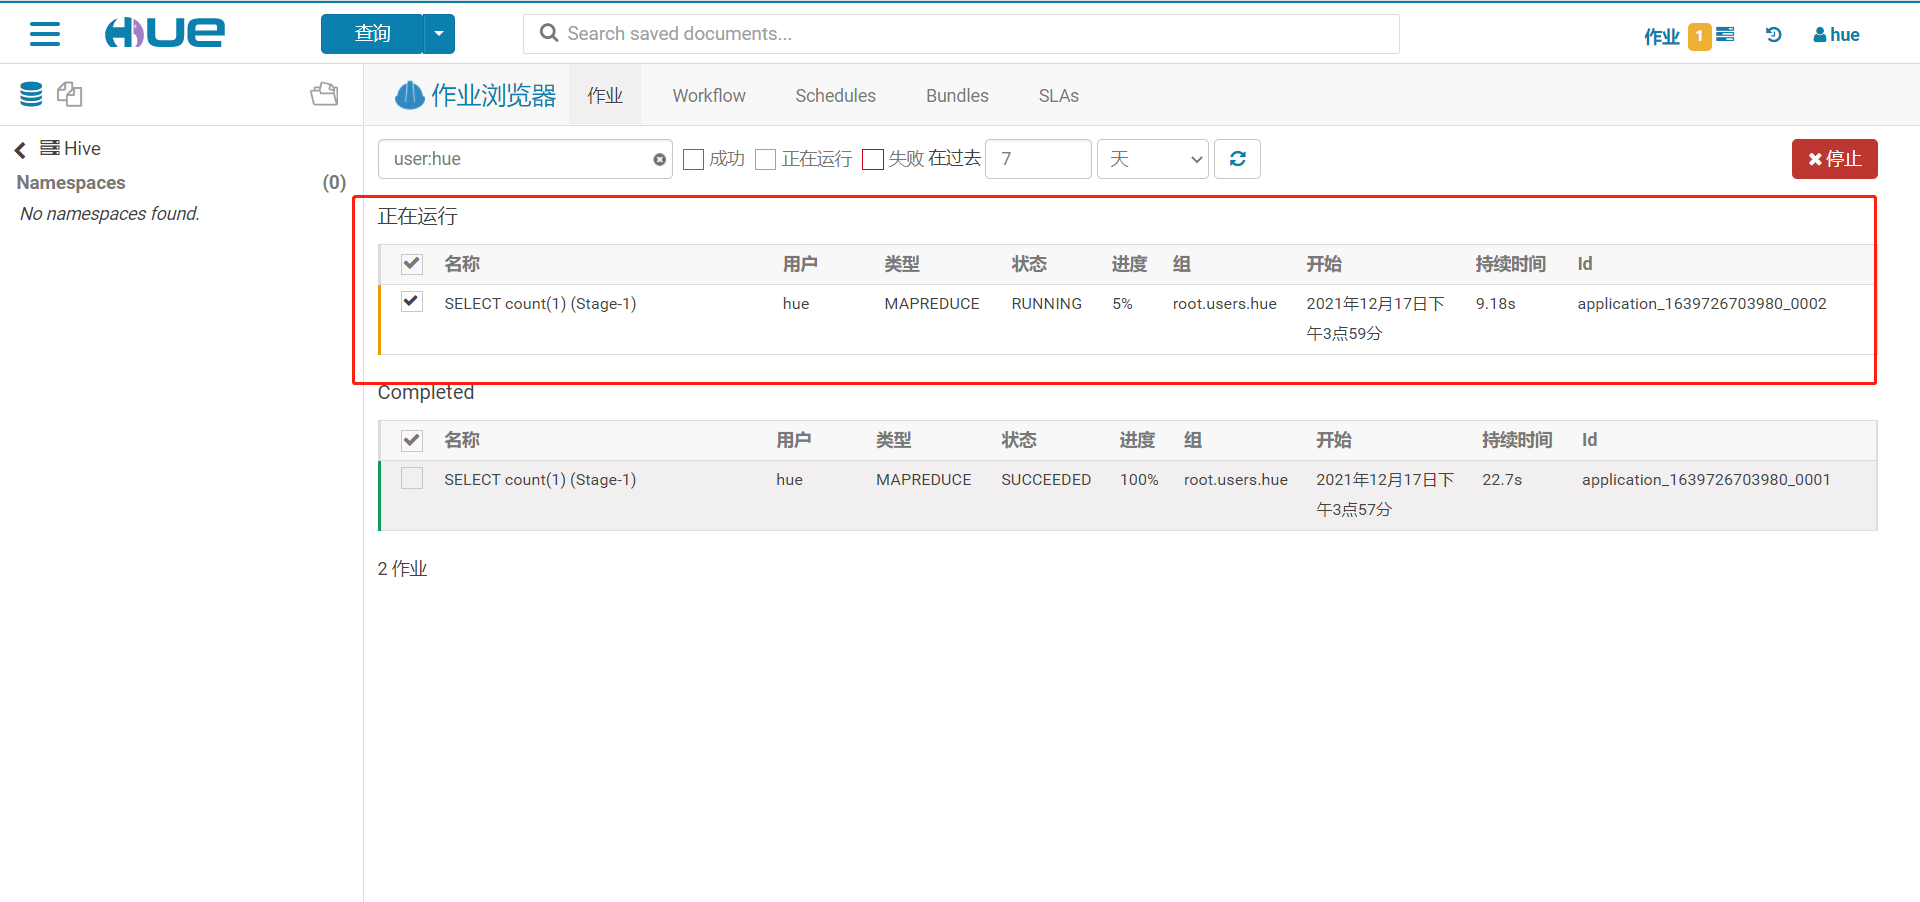 HUE
查询
Search saved documents...
作业 1
hue
作业浏览器
作业
Workflow
Schedules
Bundles
SLAs
Hive
Namespaces (0)
No namespaces found.
user:hue
成功
正在运行
失败
在过去
7
天
停止
正在运行
名称 用户 类型 状态 进度 组 开始 持续时间 Id
SELECT count(1) (Stage-1) hue MAPREDUCE RUNNING 5% root.users.hue 2021年12月17日下 9.18s application_1639726703980_0002
午3点59分
Completed
名称 用户 类型 状态 进度 组 开始 持续时间 Id
SELECT count(1) (Stage-1) hue MAPREDUCE SUCCEEDED 100% root.users.hue 2021年12月17日下 22.7s application_1639726703980_0001
午3点57分
2 作业